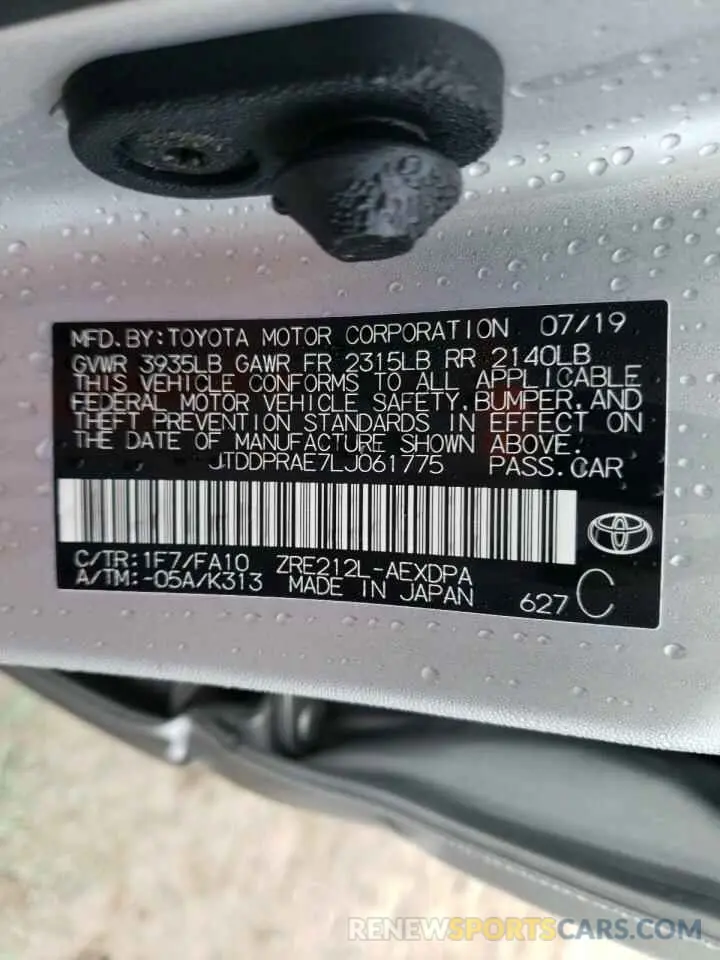 MFD.BY:TOYOTA MOTOR CORPORATION 07/19
GVWR 3935LB GAWR FR 2315LB RR 2140LB
THIS VEHICLE CONFORMS TO ALL APPLICABLE
FEDERAL MOTOR VEHICLE SAFETY,BUMPER,AND
THEFT PREVENTION STANDARDS IN EFFECT ON
THE DATE OF MANUFACTURE SHOWN ABOVE.
JTDDPRAE7LJ061775 PASS.CAR
C/TR:1F7/FA10 ZRE212L-AEXDPA
A/TM:-05A/K313 MADE IN JAPAN 627 C
RENEWSPORTSCARS.COM